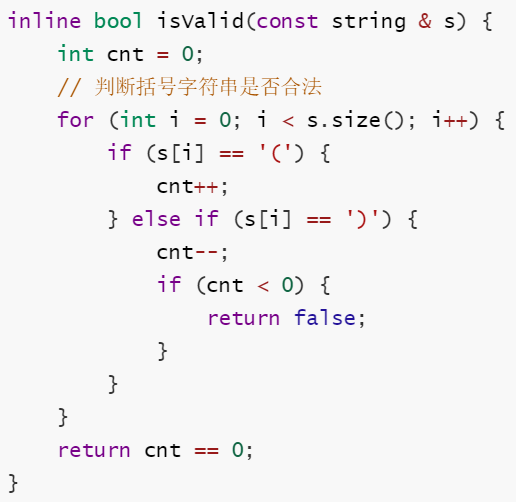 inline bool isValid(const string & s) {
    int cnt = 0;
    // 判断括号字符串是否合法
    for (int i = 0; i < s.size(); i++) {
        if (s[i] == '(') {
            cnt++;
        } else if (s[i] == ')') {
            cnt--;
            if (cnt < 0) {
                return false;
            }
        }
    }
    return cnt == 0;
}